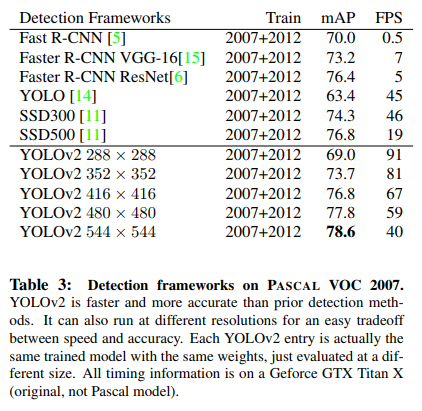 Detection Frameworks Train mAP FPS
Fast R-CNN [5] 2007+2012 70.0 0.5
Faster R-CNN VGG-16[15] 2007+2012 73.2 7
Faster R-CNN ResNet[6] 2007+2012 76.4 5
YOLO [14] 2007+2012 63.4 45
SSD300 [11] 2007+2012 74.3 46
SSD500 [11] 2007+2012 76.8 19
YOLOv2 288 × 288 2007+2012 69.0 91
YOLOv2 352 × 352 2007+2012 73.7 81
YOLOv2 416 × 416 2007+2012 76.8 67
YOLOv2 480 × 480 2007+2012 77.8 59
YOLOv2 544 × 544 2007+2012 78.6 40
Table 3: Detection frameworks on PASCAL VOC 2007.
YOLOv2 is faster and more accurate than prior detection meth-
ods. It can also run at different resolutions for an easy tradeoff
between speed and accuracy. Each YOLOv2 entry is actually the
same trained model with the same weights, just evaluated at a dif-
ferent size. All timing information is on a Geforce GTX Titan X
(original, not Pascal model).